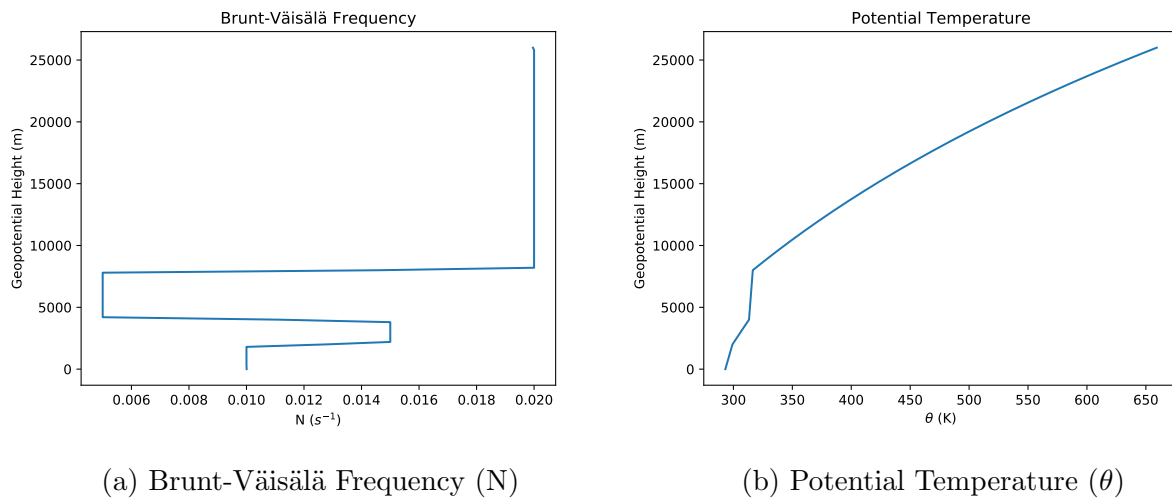 Brunt-Väisälä Frequency
Geopotential Height (m)
25000
20000
15000
10000
5000
0
0.006 0.008 0.010 0.012 0.014 0.016 0.018 0.020
N (s⁻¹)
(a) Brunt-Väisälä Frequency (N)
Potential Temperature
Geopotential Height (m)
25000
20000
15000
10000
5000
0
300 350 400 450 500 550 600 650
θ (K)
(b) Potential Temperature (θ)